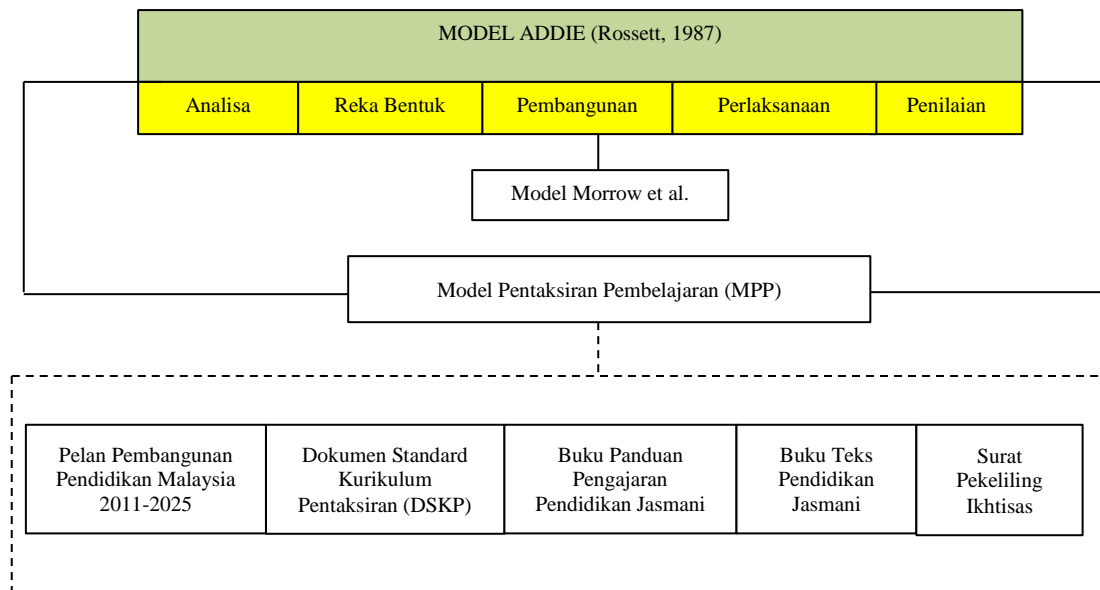 MODEL ADDIE (Rossett, 1987)
Analisa
Reka Bentuk
Pembangunan
Perlaksanaan
Penilaian
Model Morrow et al.
Model Pentaksiran Pembelajaran (MPP)
Pelan Pembangunan
Pendidikan Malaysia
2011-2025
Dokumen Standard
Kurikulum
Pentaksiran (DSKP)
Buku Panduan
Pengajaran
Pendidikan Jasmani
Buku Teks
Pendidikan
Jasmani
Surat
Pekeliling
Ikhtisas